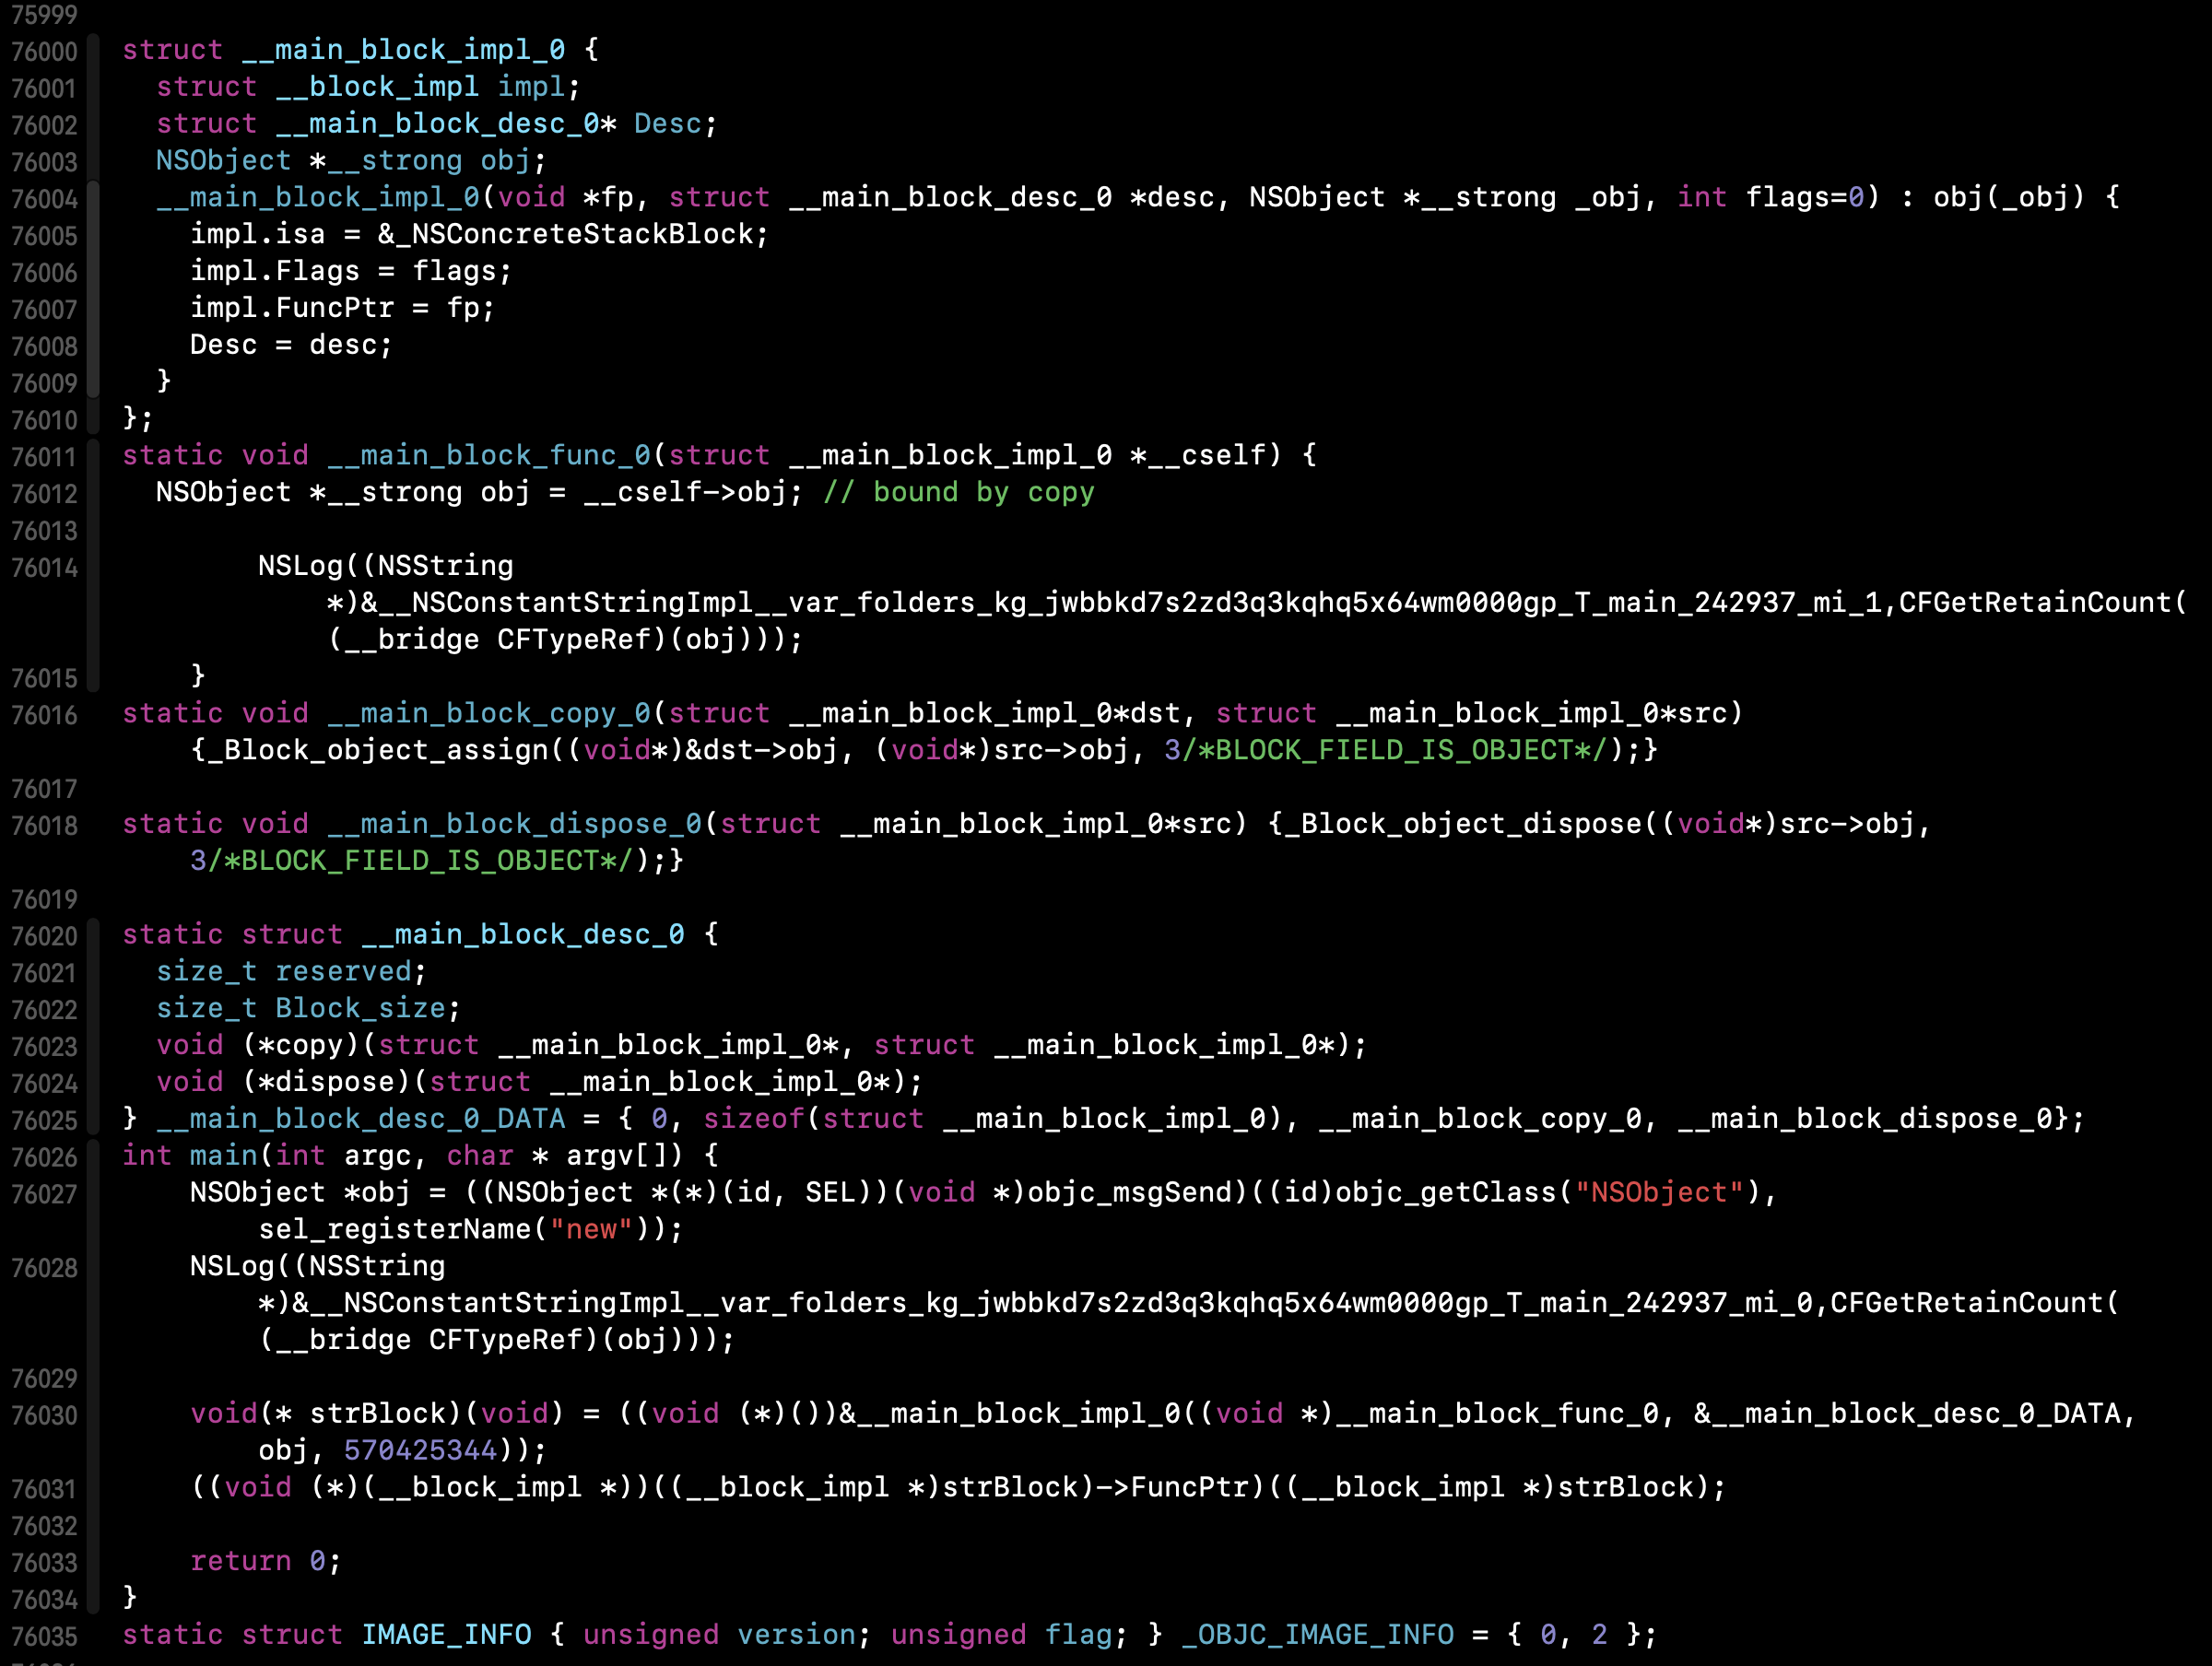 75999
76000 struct __main_block_impl_0 {
76001   struct __block_impl impl;
76002   struct __main_block_desc_0* Desc;
76003   NSObject *__strong obj;
76004   __main_block_impl_0(void *fp, struct __main_block_desc_0 *desc, NSObject *__strong _obj, int flags=0) : obj(_obj) {
76005     impl.isa = &_NSConcreteStackBlock;
76006     impl.Flags = flags;
76007     impl.FuncPtr = fp;
76008     Desc = desc;
76009   }
76010 };
76011 static void __main_block_func_0(struct __main_block_impl_0 *__cself) {
76012   NSObject *__strong obj = __cself->obj; // bound by copy
76013
76014         NSLog((NSString
            *)&__NSConstantStringImpl__var_folders_kg_jwbbkd7s2zd3q3kqhq5x64wm0000gp_T_main_242937_mi_1,CFGetRetainCount(
            (__bridge CFTypeRef)(obj)));
76015     }
76016 static void __main_block_copy_0(struct __main_block_impl_0*dst, struct __main_block_impl_0*src)
    {_Block_object_assign((void*)&dst->obj, (void*)src->obj, 3/*BLOCK_FIELD_IS_OBJECT*/);}
76017
76018 static void __main_block_dispose_0(struct __main_block_impl_0*src) {_Block_object_dispose((void*)src->obj,
    3/*BLOCK_FIELD_IS_OBJECT*/);}
76019
76020 static struct __main_block_desc_0 {
76021   size_t reserved;
76022   size_t Block_size;
76023   void (*copy)(struct __main_block_impl_0*, struct __main_block_impl_0*);
76024   void (*dispose)(struct __main_block_impl_0*);
76025 } __main_block_desc_0_DATA = { 0, sizeof(struct __main_block_impl_0), __main_block_copy_0, __main_block_dispose_0};
76026 int main(int argc, char * argv[]) {
76027     NSObject *obj = ((NSObject *(*)(id, SEL))(void *)objc_msgSend)((id)objc_getClass("NSObject"),
        sel_registerName("new"));
76028     NSLog((NSString
        *)&__NSConstantStringImpl__var_folders_kg_jwbbkd7s2zd3q3kqhq5x64wm0000gp_T_main_242937_mi_0,CFGetRetainCount(
        (__bridge CFTypeRef)(obj)));
76029
76030     void(* strBlock)(void) = ((void (*)())&__main_block_impl_0((void *)__main_block_func_0, &__main_block_desc_0_DATA,
        obj, 570425344));
76031     ((void (*)(__block_impl *))((__block_impl *)strBlock)->FuncPtr)((__block_impl *)strBlock);
76032
76033     return 0;
76034 }
76035 static struct IMAGE_INFO { unsigned version; unsigned flag; } _OBJC_IMAGE_INFO = { 0, 2 };